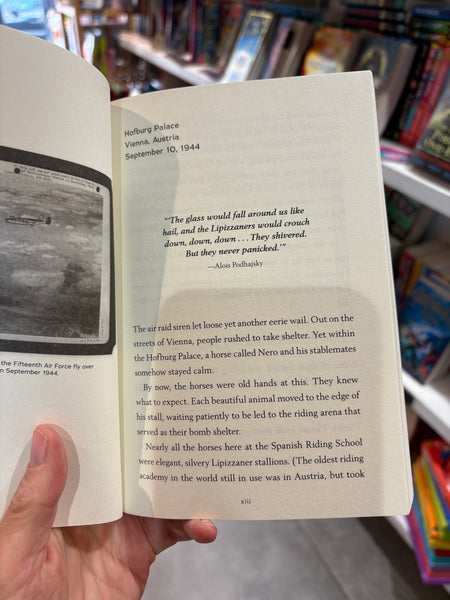 the Fifteenth Air Force fly over
n September 1944.
Hofburg Palace
Vienna, Austria
September 10, 1944
"'The glass would fall around us like
hail, and the Lipizzaners would crouch
down, down, down . . . They shivered.
But they never panicked.'"
—Alois Podhajsky
The air raid siren let loose yet another eerie wail. Out on the
streets of Vienna, people rushed to take shelter. Yet within
the Hofburg Palace, a horse called Nero and his stablemates
somehow stayed calm.
By now, the horses were old hands at this. They knew
what to expect. Each beautiful animal moved to the edge of
his stall, waiting patiently to be led to the riding arena that
served as their bomb shelter.
Nearly all the horses here at the Spanish Riding School
were elegant, silvery Lipizzaner stallions. (The oldest riding
academy in the world still in use was in Austria, but took
xiii